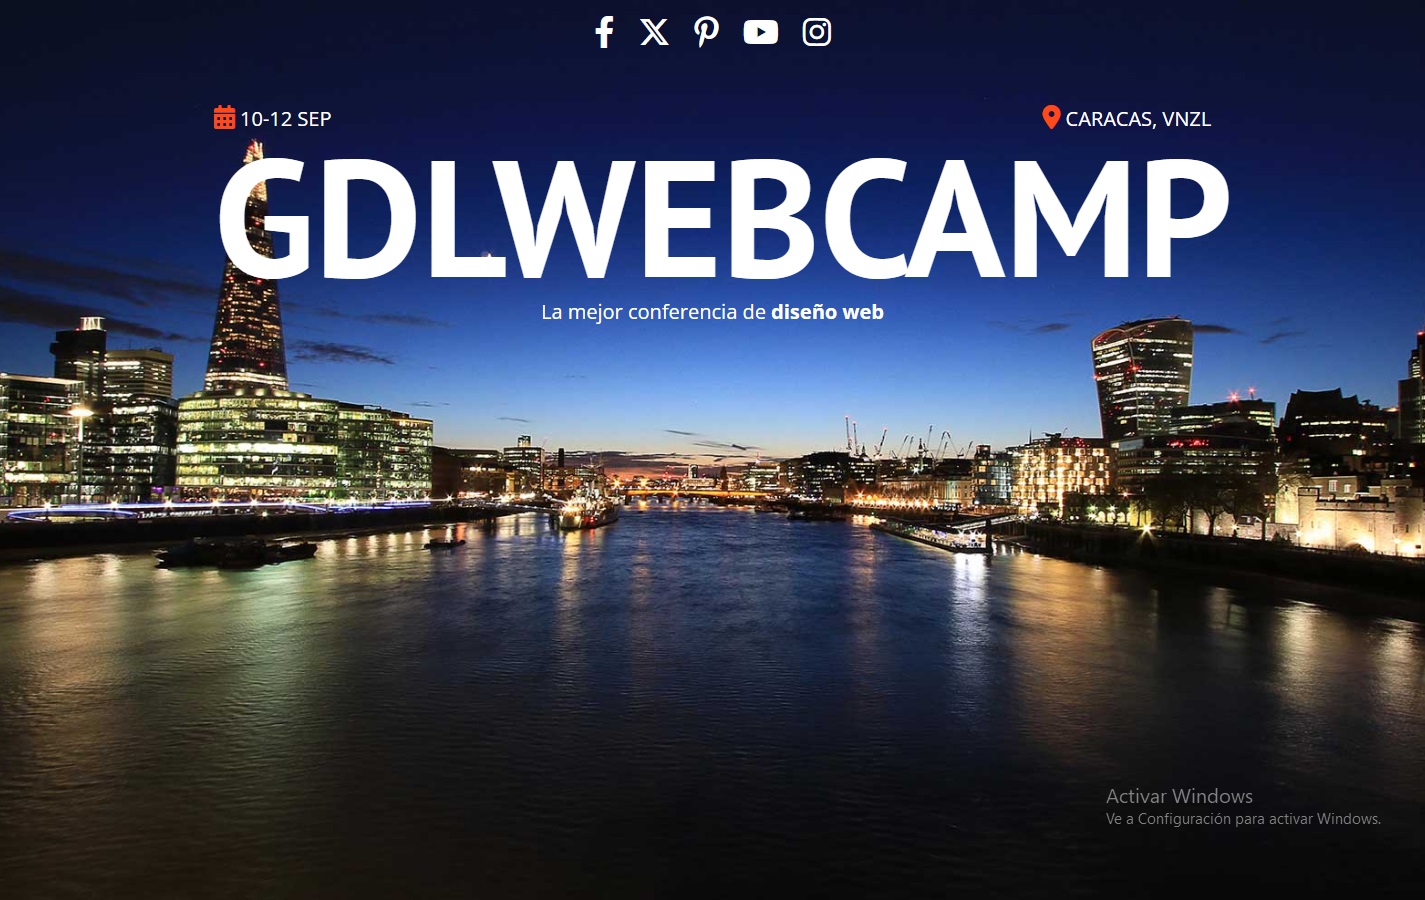 10-12 SEP
CARACAS, VNZL
GDLWEBCAMP
La mejor conferencia de diseño web
Activar Windows
Ve a Configuración para activar Windows.